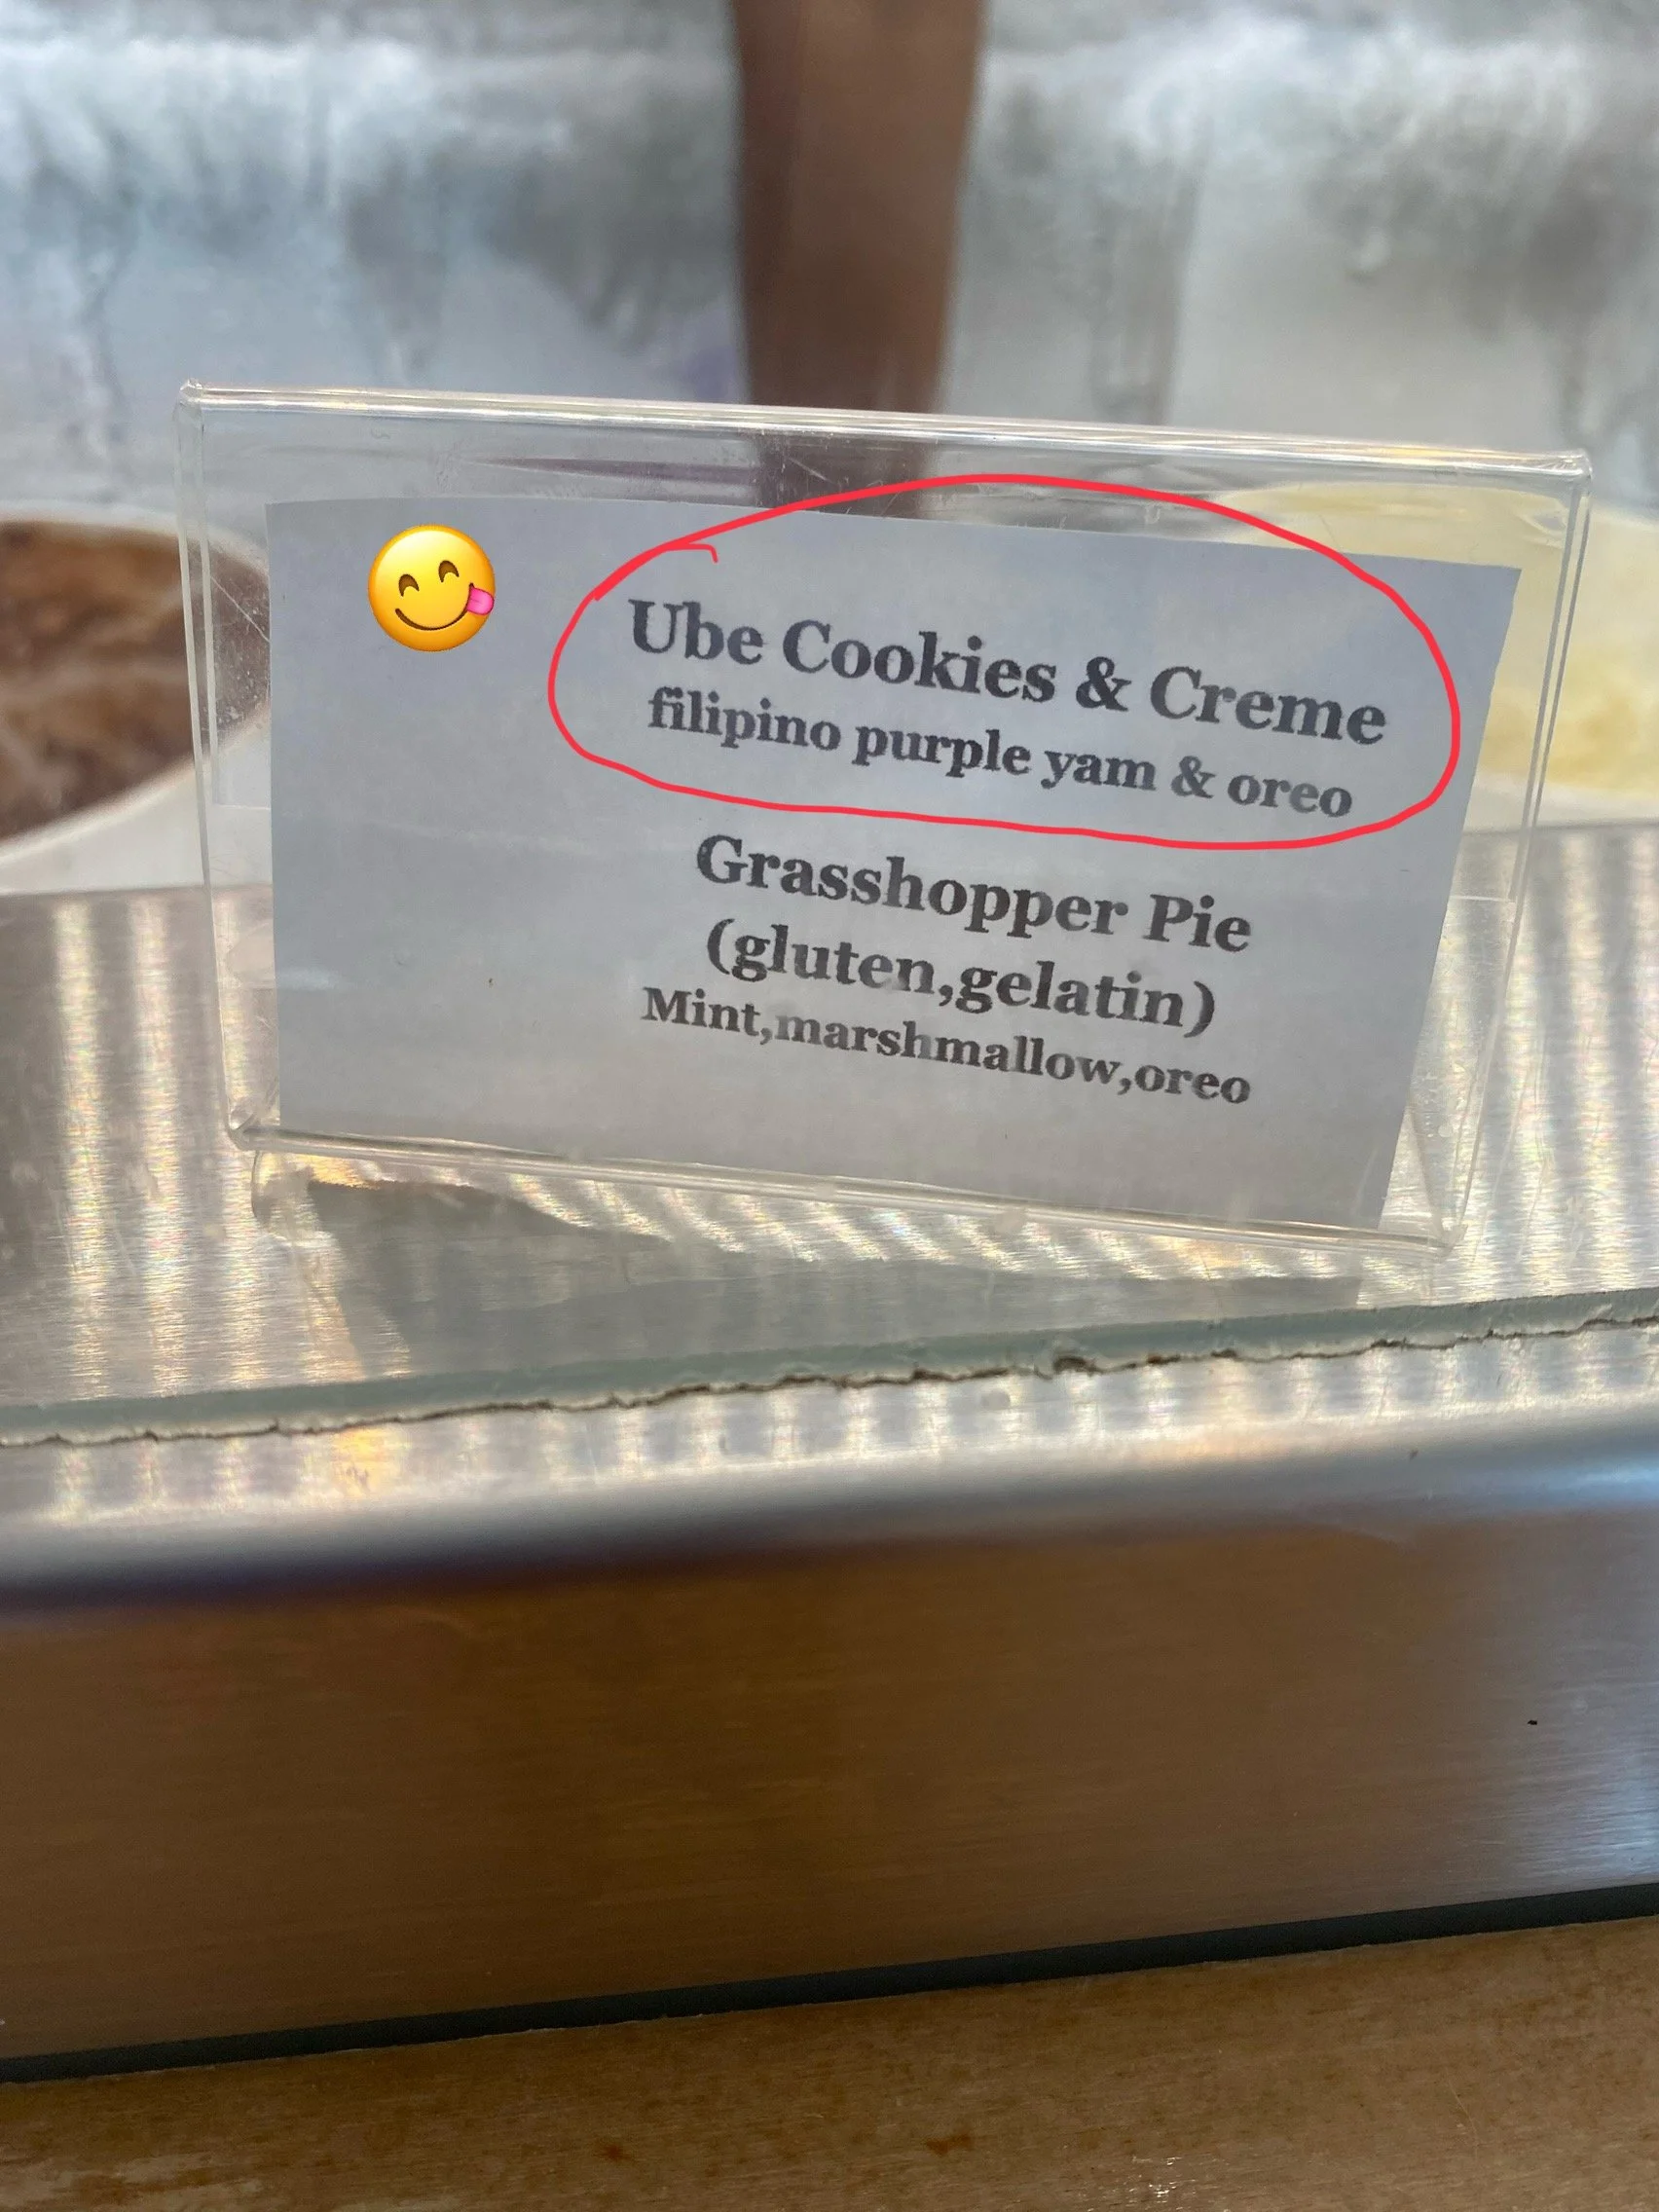 Ube Cookies & Creme
filipino purple yam & oreo
Grasshopper Pie
(gluten,gelatin)
Mint,marshmallow,oreo